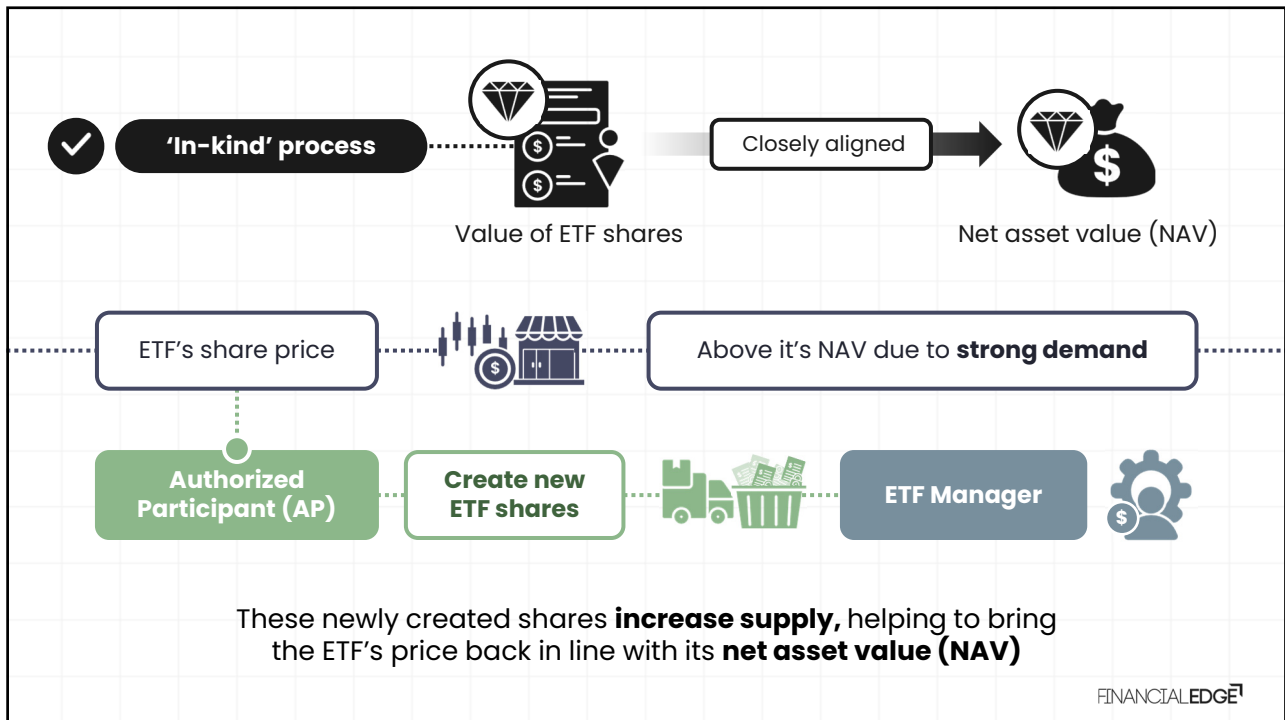 ‘In-kind’ process
Closely aligned
Value of ETF shares
Net asset value (NAV)
ETF’s share price
Above it’s NAV due to strong demand
Authorized
Participant (AP)
Create new
ETF shares
ETF Manager
These newly created shares increase supply, helping to bring
the ETF’s price back in line with its net asset value (NAV)
FINANCIALEDGE